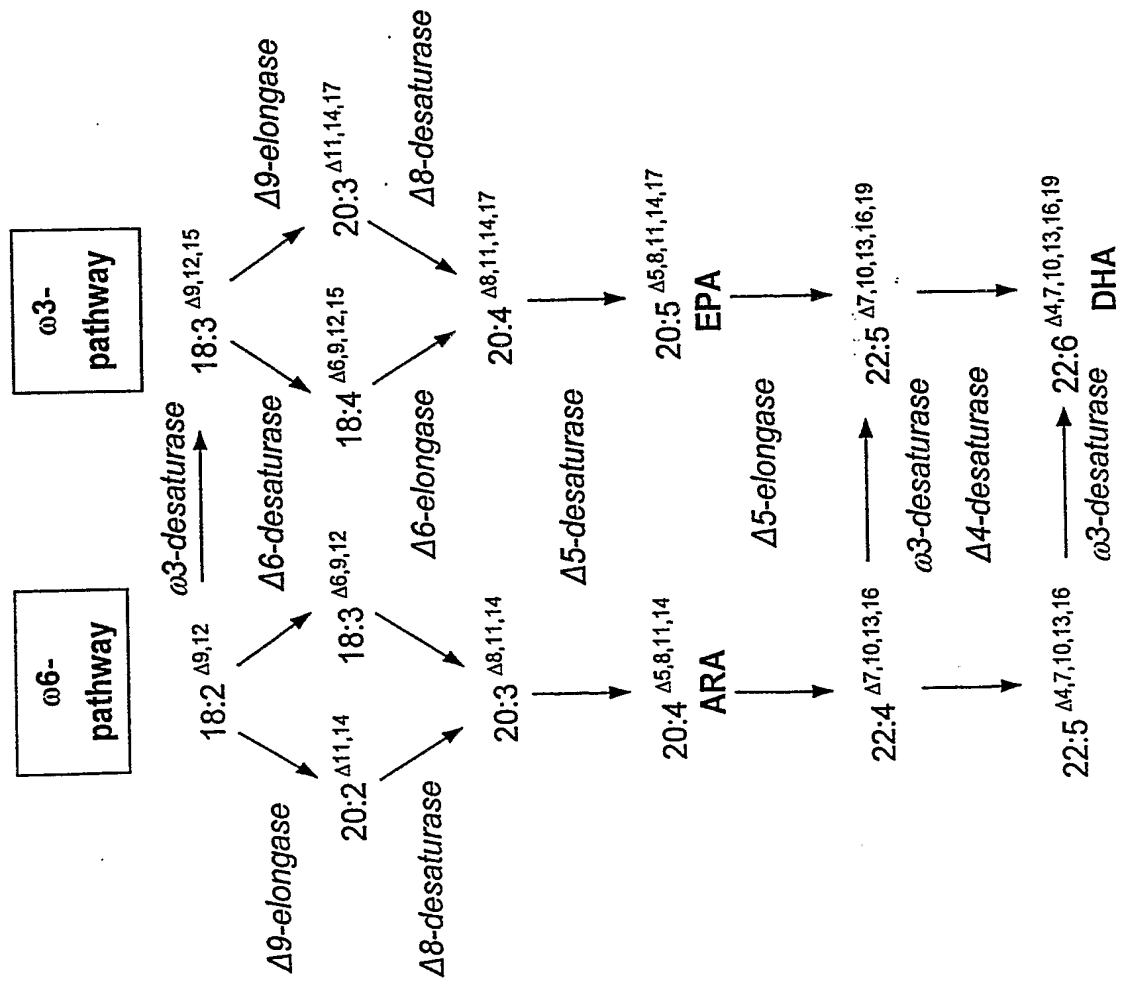 ω6-
pathway
ω3-
pathway
ω3-desaturase
18:2 Δ9,12
18:3 Δ9,12,15
Δ9-elongase
Δ6-desaturase
Δ9-elongase
20:2 Δ11,14
18:3 Δ6,9,12
18:4 Δ6,9,12,15
20:3 Δ11,14,17
Δ8-desaturase
Δ6-elongase
Δ8-desaturase
20:3 Δ8,11,14
20:4 Δ8,11,14,17
Δ5-desaturase
20:4 Δ5,8,11,14
ARA
20:5 Δ5,8,11,14,17
EPA
Δ5-elongase
22:4 Δ7,10,13,16
22:5 Δ7,10,13,16,19
ω3-desaturase
Δ4-desaturase
22:5 Δ4,7,10,13,16
22:6 Δ4,7,10,13,16,19
ω3-desaturase
DHA